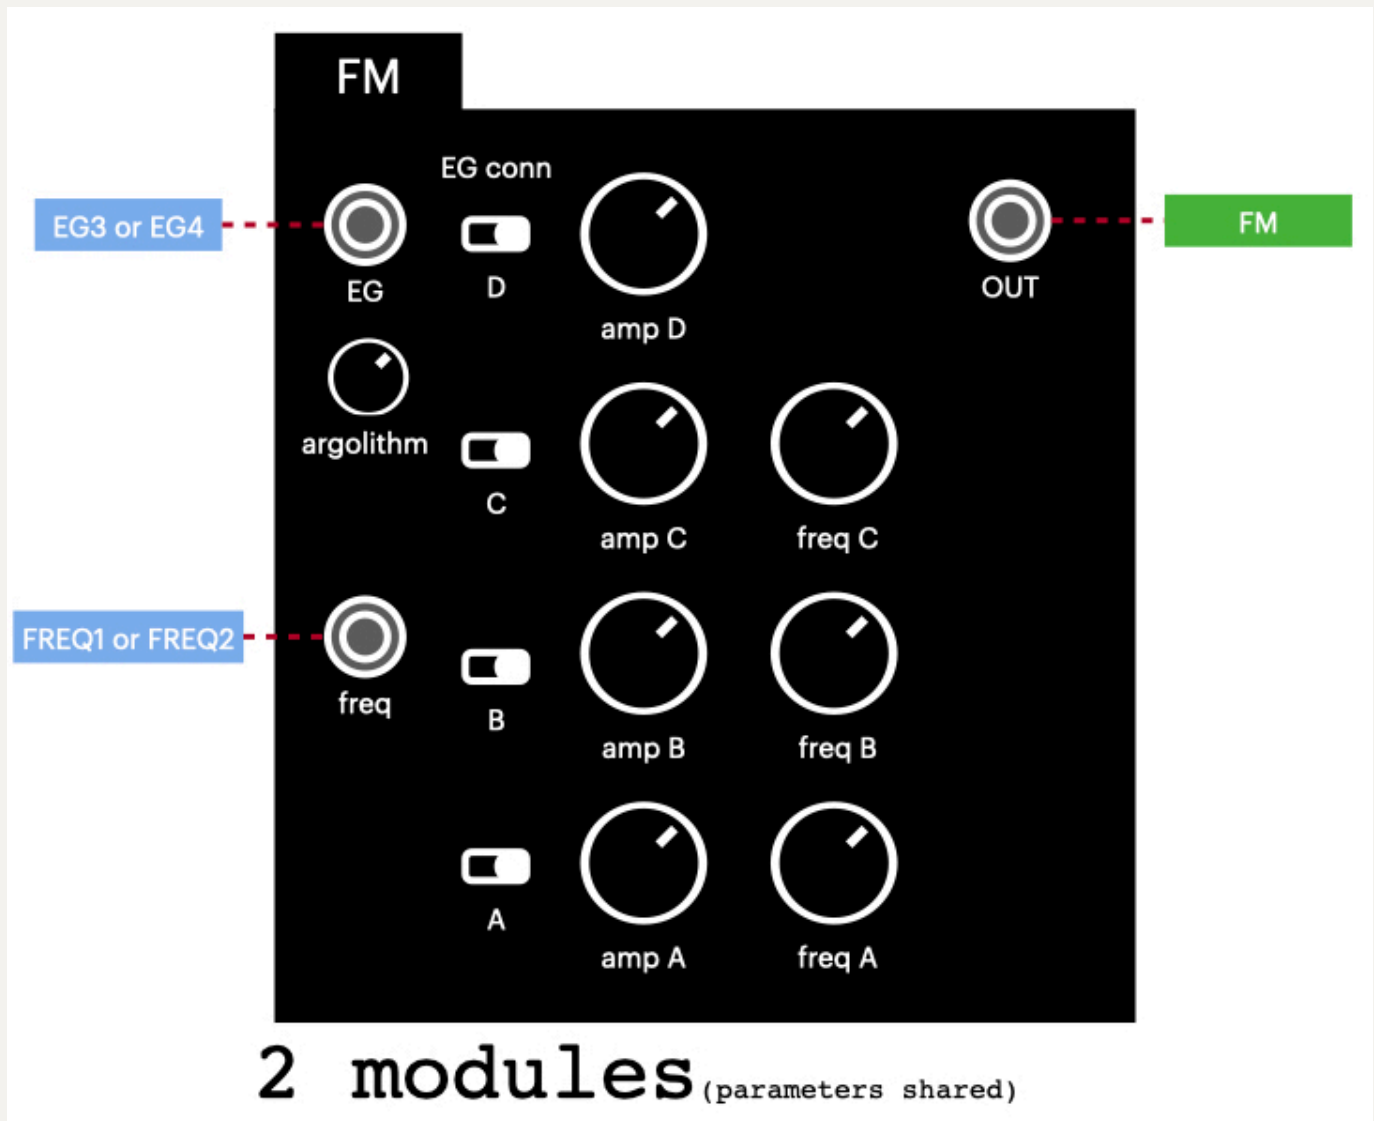 FM
EG conn
EG3 or EG4
EG
D
amp D
OUT
FM
argolithm
C
amp C
freq C
FREQ1 or FREQ2
freq
B
amp B
freq B
A
amp A
freq A
2 modules(parameters shared)